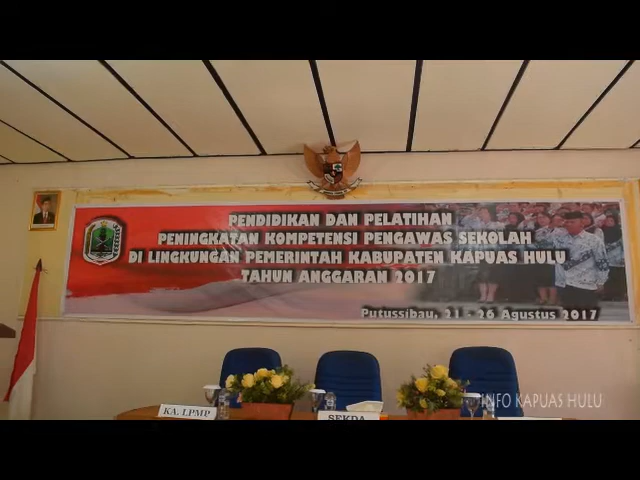 PENDIDIKAN DAN PELATIHAN
PENINGKATAN KOMPETENSI PENGAWAS SEKOLAH
DI LINGKUNGAN PEMERINTAH KABUPATEN KAPUAS HULU
TAHUN ANGGARAN 2017
Putussibau, 21 - 26 Agustus 2017
INFO KAPUAS HULU
KA. LPMP
SEKDA